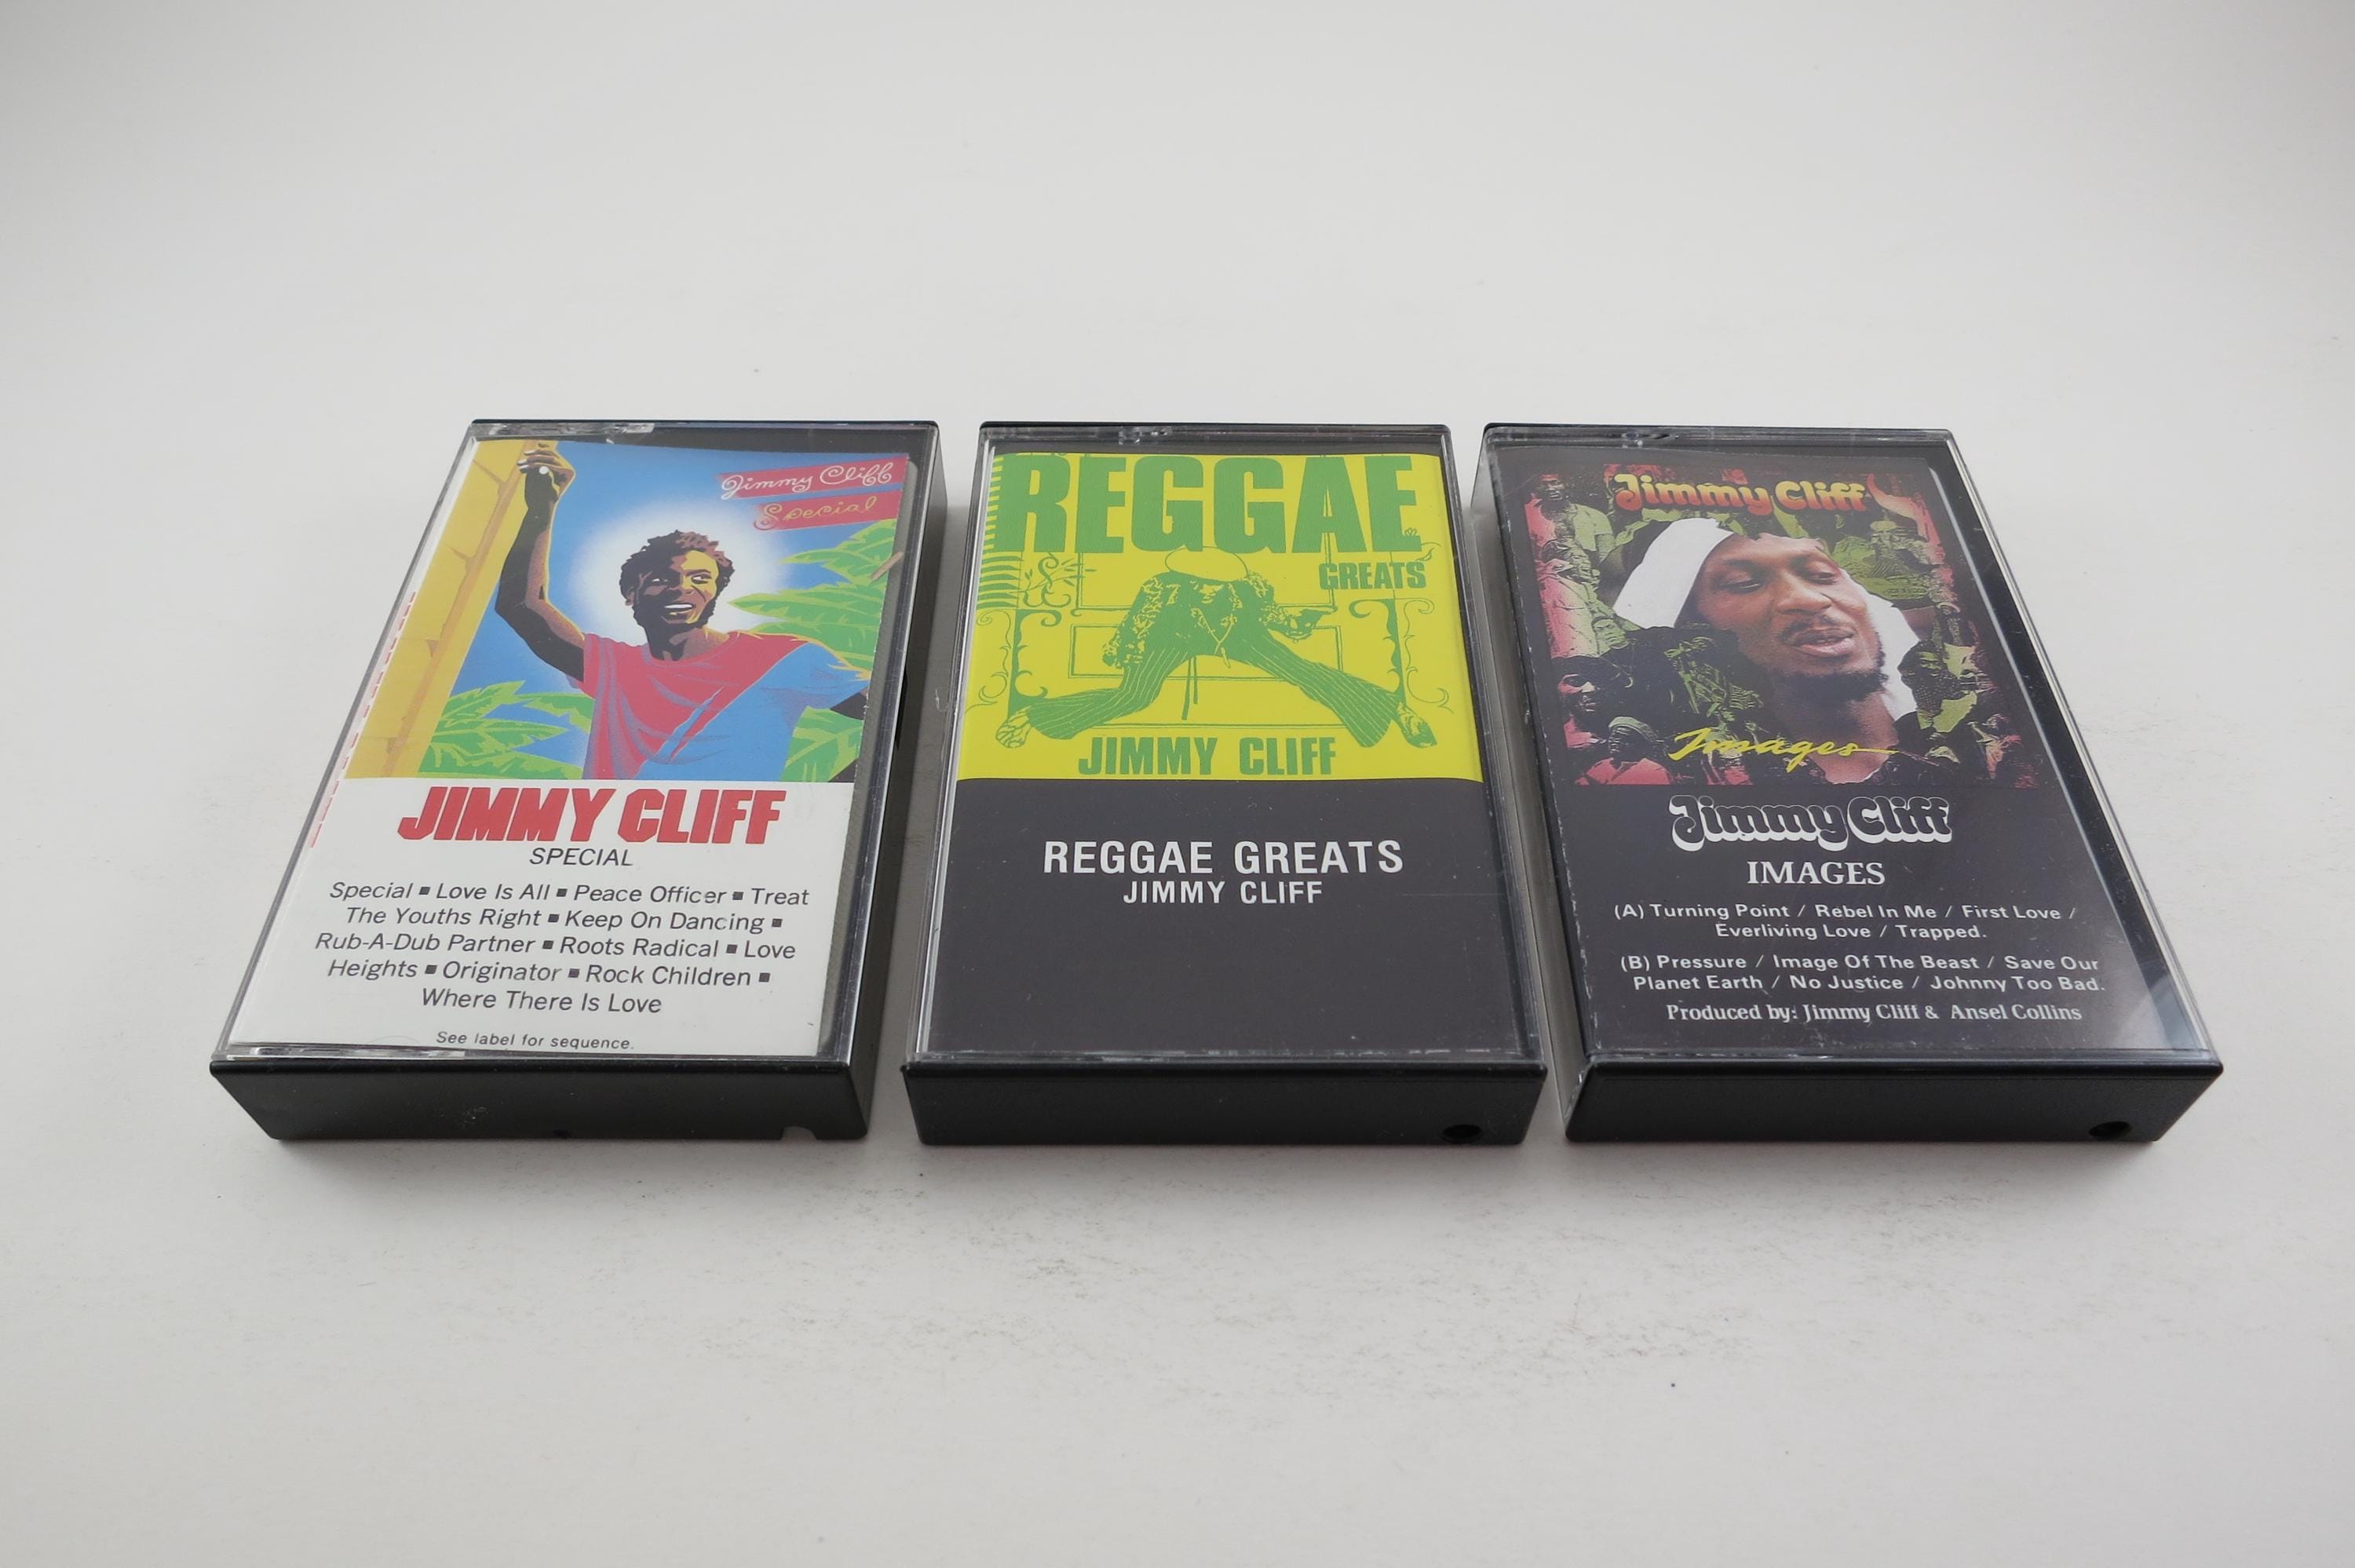 Jimmy Cliff
Special
JIMMY CLIFF
SPECIAL
Special ▪ Love Is All ▪ Peace Officer ▪ Treat
The Youths Right ▪ Keep On Dancing ▪
Rub-A-Dub Partner ▪ Roots Radical ▪ Love
Heights ▪ Originator ▪ Rock Children ▪
Where There Is Love
See label for sequence.
REGGAE
GREATS
JIMMY CLIFF
REGGAE GREATS
JIMMY CLIFF
Jimmy Cliff
Images
Jimmy Cliff
IMAGES
(A) Turning Point / Rebel In Me / First Love /
Everliving Love / Trapped.
(B) Pressure / Image Of The Beast / Save Our
Planet Earth / No Justice / Johnny Too Bad.
Produced by: Jimmy Cliff & Ansel Collins